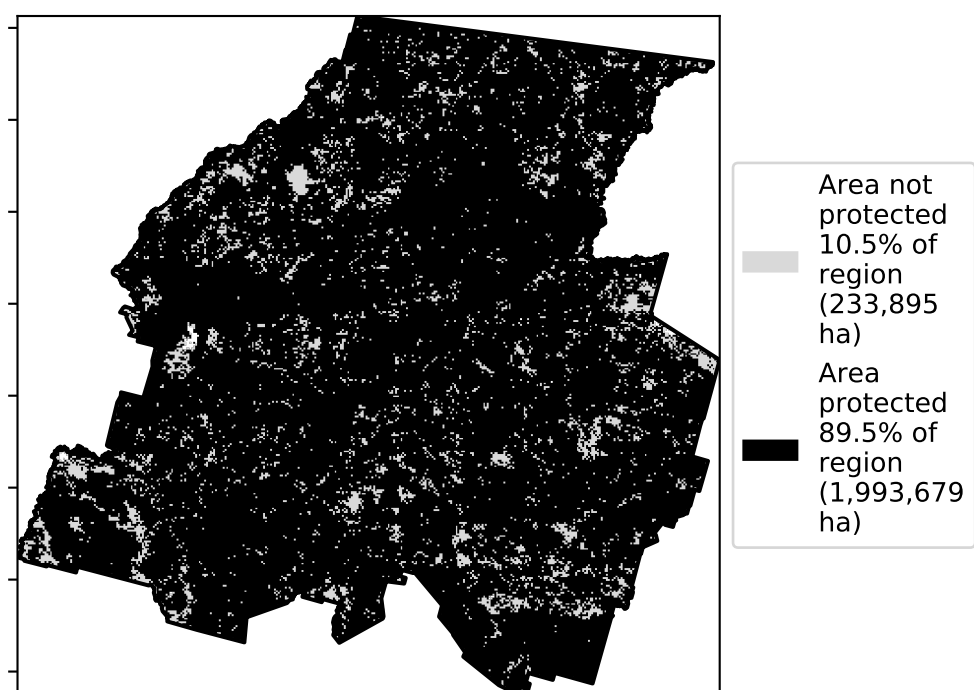 Area not
protected
10.5% of
region
(233,895
ha)
Area
protected
89.5% of
region
(1,993,679
ha)